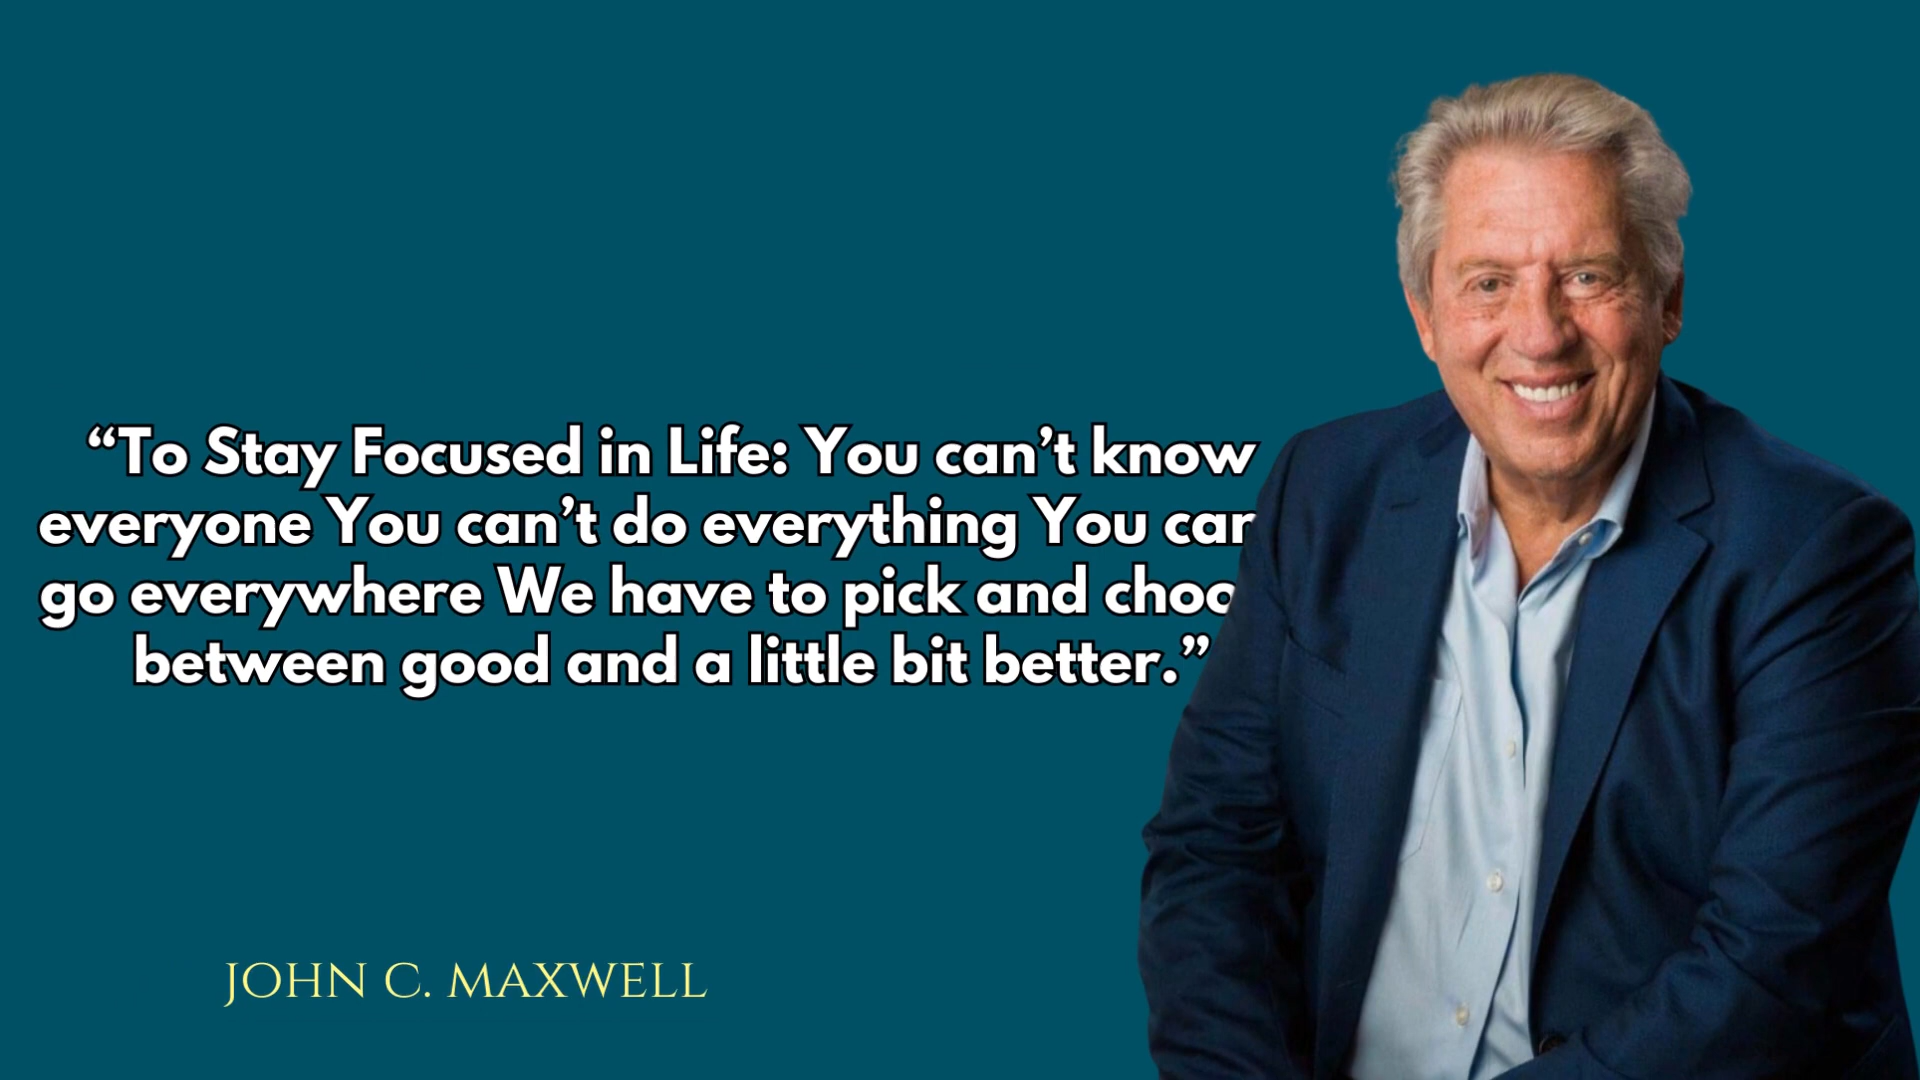 “To Stay Focused in Life: You can’t know
everyone You can’t do everything You can
go everywhere We have to pick and
between good and a little bit better.”
JOHN C. MAXWELL